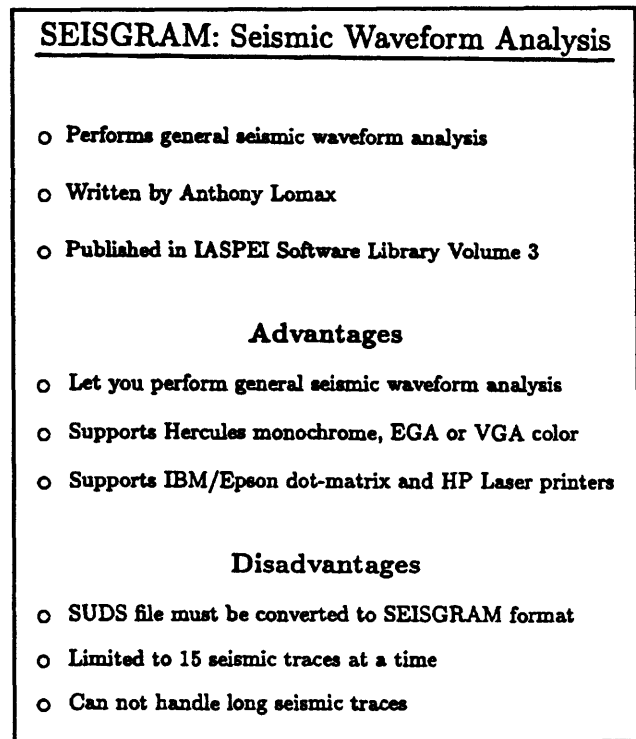 SEISGRAM: Seismic Waveform Analysis
o Performs general seismic waveform analysis
o Written by Anthony Lomax
o Published in IASPEI Software Library Volume 3
Advantages
o Let you perform general seismic waveform analysis
o Supports Hercules monochrome, EGA or VGA color
o Supports IBM/Epson dot-matrix and HP Laser printers
Disadvantages
o SUDS file must be converted to SEISGRAM format
o Limited to 15 seismic traces at a time
o Can not handle long seismic traces